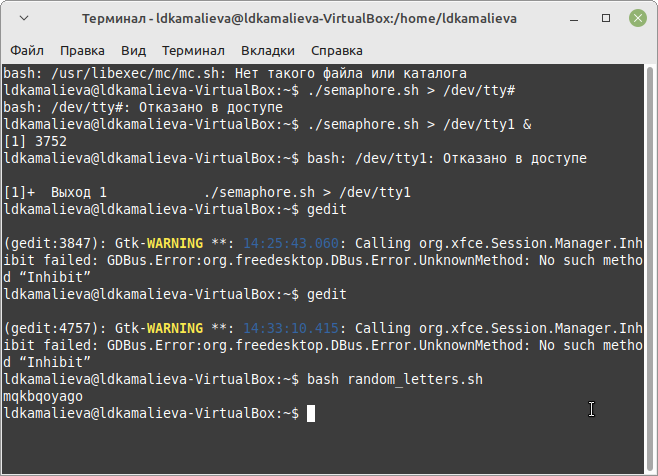 Терминал - ldkamalieva@ldkamalieva-VirtualBox:/home/ldkamalieva
Файл Правка Вид Терминал Вкладки Справка
bash: /usr/libexec/mc/mc.sh: Нет такого файла или каталога
ldkamalieva@ldkamalieva-VirtualBox:~$ ./semaphore.sh > /dev/tty#
bash: /dev/tty#: Отказано в доступе
ldkamalieva@ldkamalieva-VirtualBox:~$ ./semaphore.sh > /dev/tty1 &
[1] 3752
ldkamalieva@ldkamalieva-VirtualBox:~$ bash: /dev/tty1: Отказано в доступе
[1]+  Выход 1            ./semaphore.sh > /dev/tty1
ldkamalieva@ldkamalieva-VirtualBox:~$ gedit
(gedit:3847): Gtk-WARNING **: 14:25:43.060: Calling org.xfce.Session.Manager.Inh
ibit failed: GDBus.Error:org.freedesktop.DBus.Error.UnknownMethod: No such metho
d “Inhibit”
ldkamalieva@ldkamalieva-VirtualBox:~$ gedit
(gedit:4757): Gtk-WARNING **: 14:33:10.415: Calling org.xfce.Session.Manager.Inh
ibit failed: GDBus.Error:org.freedesktop.DBus.Error.UnknownMethod: No such metho
d “Inhibit”
ldkamalieva@ldkamalieva-VirtualBox:~$ bash random_letters.sh
mqkbqoyago
ldkamalieva@ldkamalieva-VirtualBox:~$